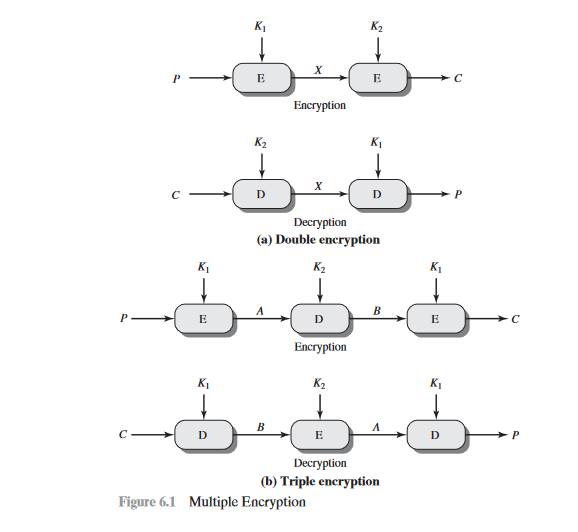 K1 K2
P E X E C
Encryption
K2 K1
C D X D P
Decryption
(a) Double encryption
K1 K2 K1
P E A D B E C
Encryption
K1 K2 K1
C D B E A D P
Decryption
(b) Triple encryption
Figure 6.1 Multiple Encryption